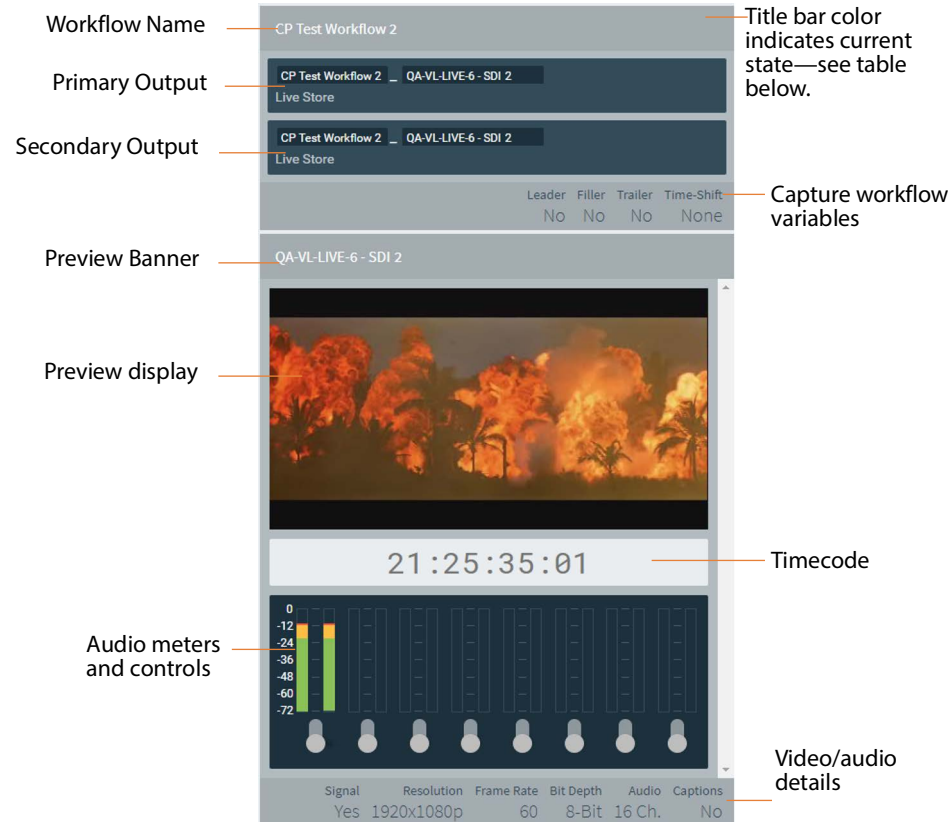 Workflow Name
CP Test Workflow 2
Title bar color
indicates current
state—see table
below.
Primary Output
CP Test Workflow 2 _ QA-VL-LIVE-6 - SDI 2
Live Store
Secondary Output
CP Test Workflow 2 _ QA-VL-LIVE-6 - SDI 2
Live Store
Leader Filler Trailer Time-Shift
No No No None
Capture workflow
variables
Preview Banner
QA-VL-LIVE-6 - SDI 2
Preview display
21:25:35:01
Timecode
Audio meters
and controls
0
-12
-24
-36
-48
-60
-72
Video/audio
details
Signal Resolution Frame Rate Bit Depth Audio Captions
Yes 1920x1080p 60 8-Bit 16 Ch. No